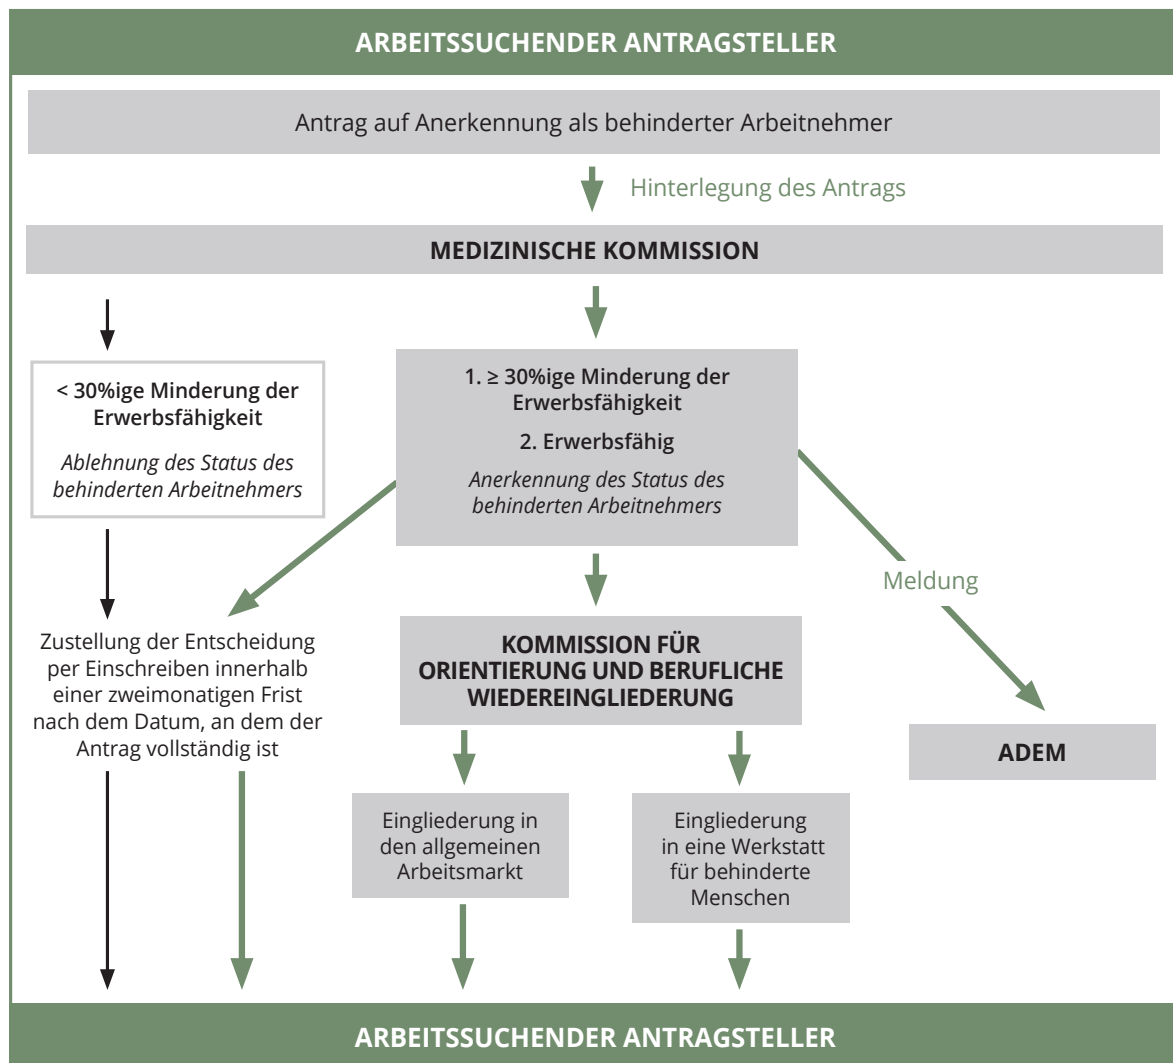 ARBEITSSUCHENDER ANTRAGSTELLER
Antrag auf Anerkennung als behinderter Arbeitnehmer
Hinterlegung des Antrags
MEDIZINISCHE KOMMISSION
< 30%ige Minderung der
Erwerbsfähigkeit
Ablehnung des Status des
behinderten Arbeitnehmers
1. ≥ 30%ige Minderung der
Erwerbsfähigkeit
2. Erwerbsfähig
Anerkennung des Status des
behinderten Arbeitnehmers
Meldung
Zustellung der Entscheidung
per Einschreiben innerhalb
einer zweimonatigen Frist
nach dem Datum, an dem der
Antrag vollständig ist
KOMMISSION FÜR
ORIENTIERUNG UND BERUFLICHE
WIEDEREINGLIEDERUNG
ADEM
Eingliederung in
den allgemeinen
Arbeitsmarkt
Eingliederung
in eine Werkstatt
für behinderte
Menschen
ARBEITSSUCHENDER ANTRAGSTELLER